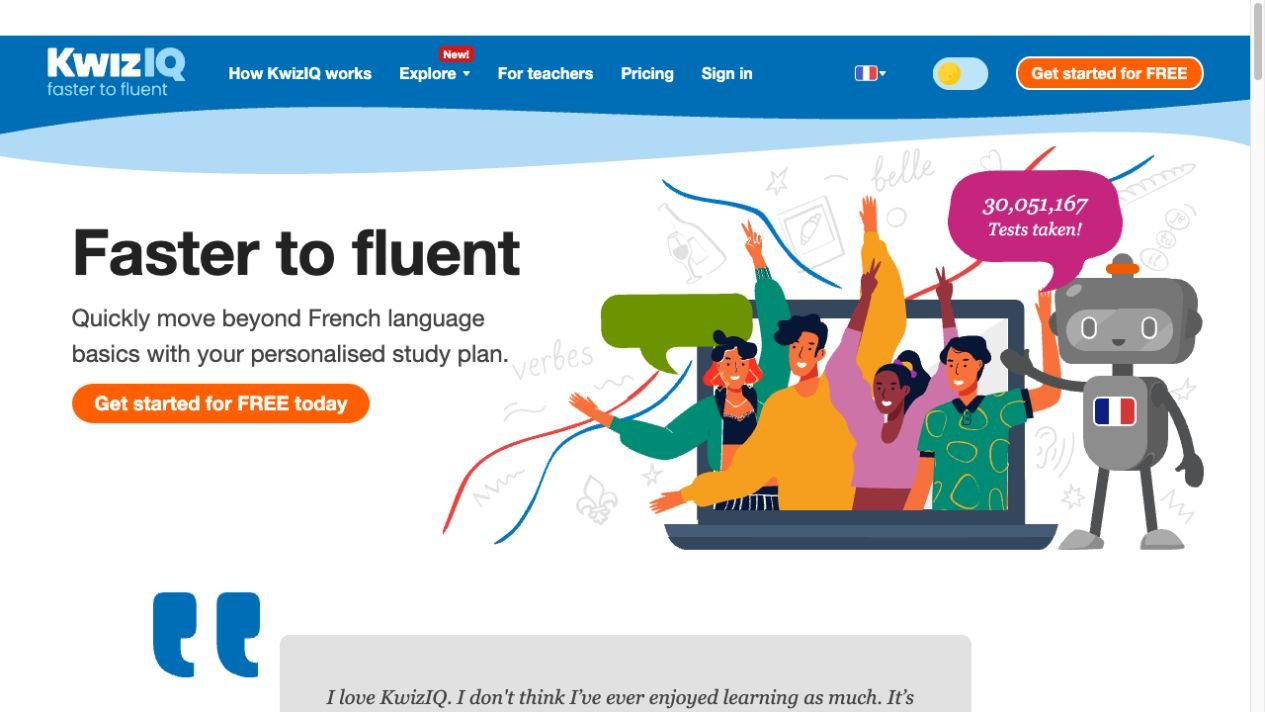 KwizIQ
faster to fluent
How KwizIQ works
New!
Explore
For teachers
Pricing
Sign in
Get started for FREE
belle
30,051,167
Tests taken!
Faster to fluent
Quickly move beyond French language
basics with your personalised study plan.
verbes
Get started for FREE today
I love KwizIQ. I don't think I’ve ever enjoyed learning as much. It’s